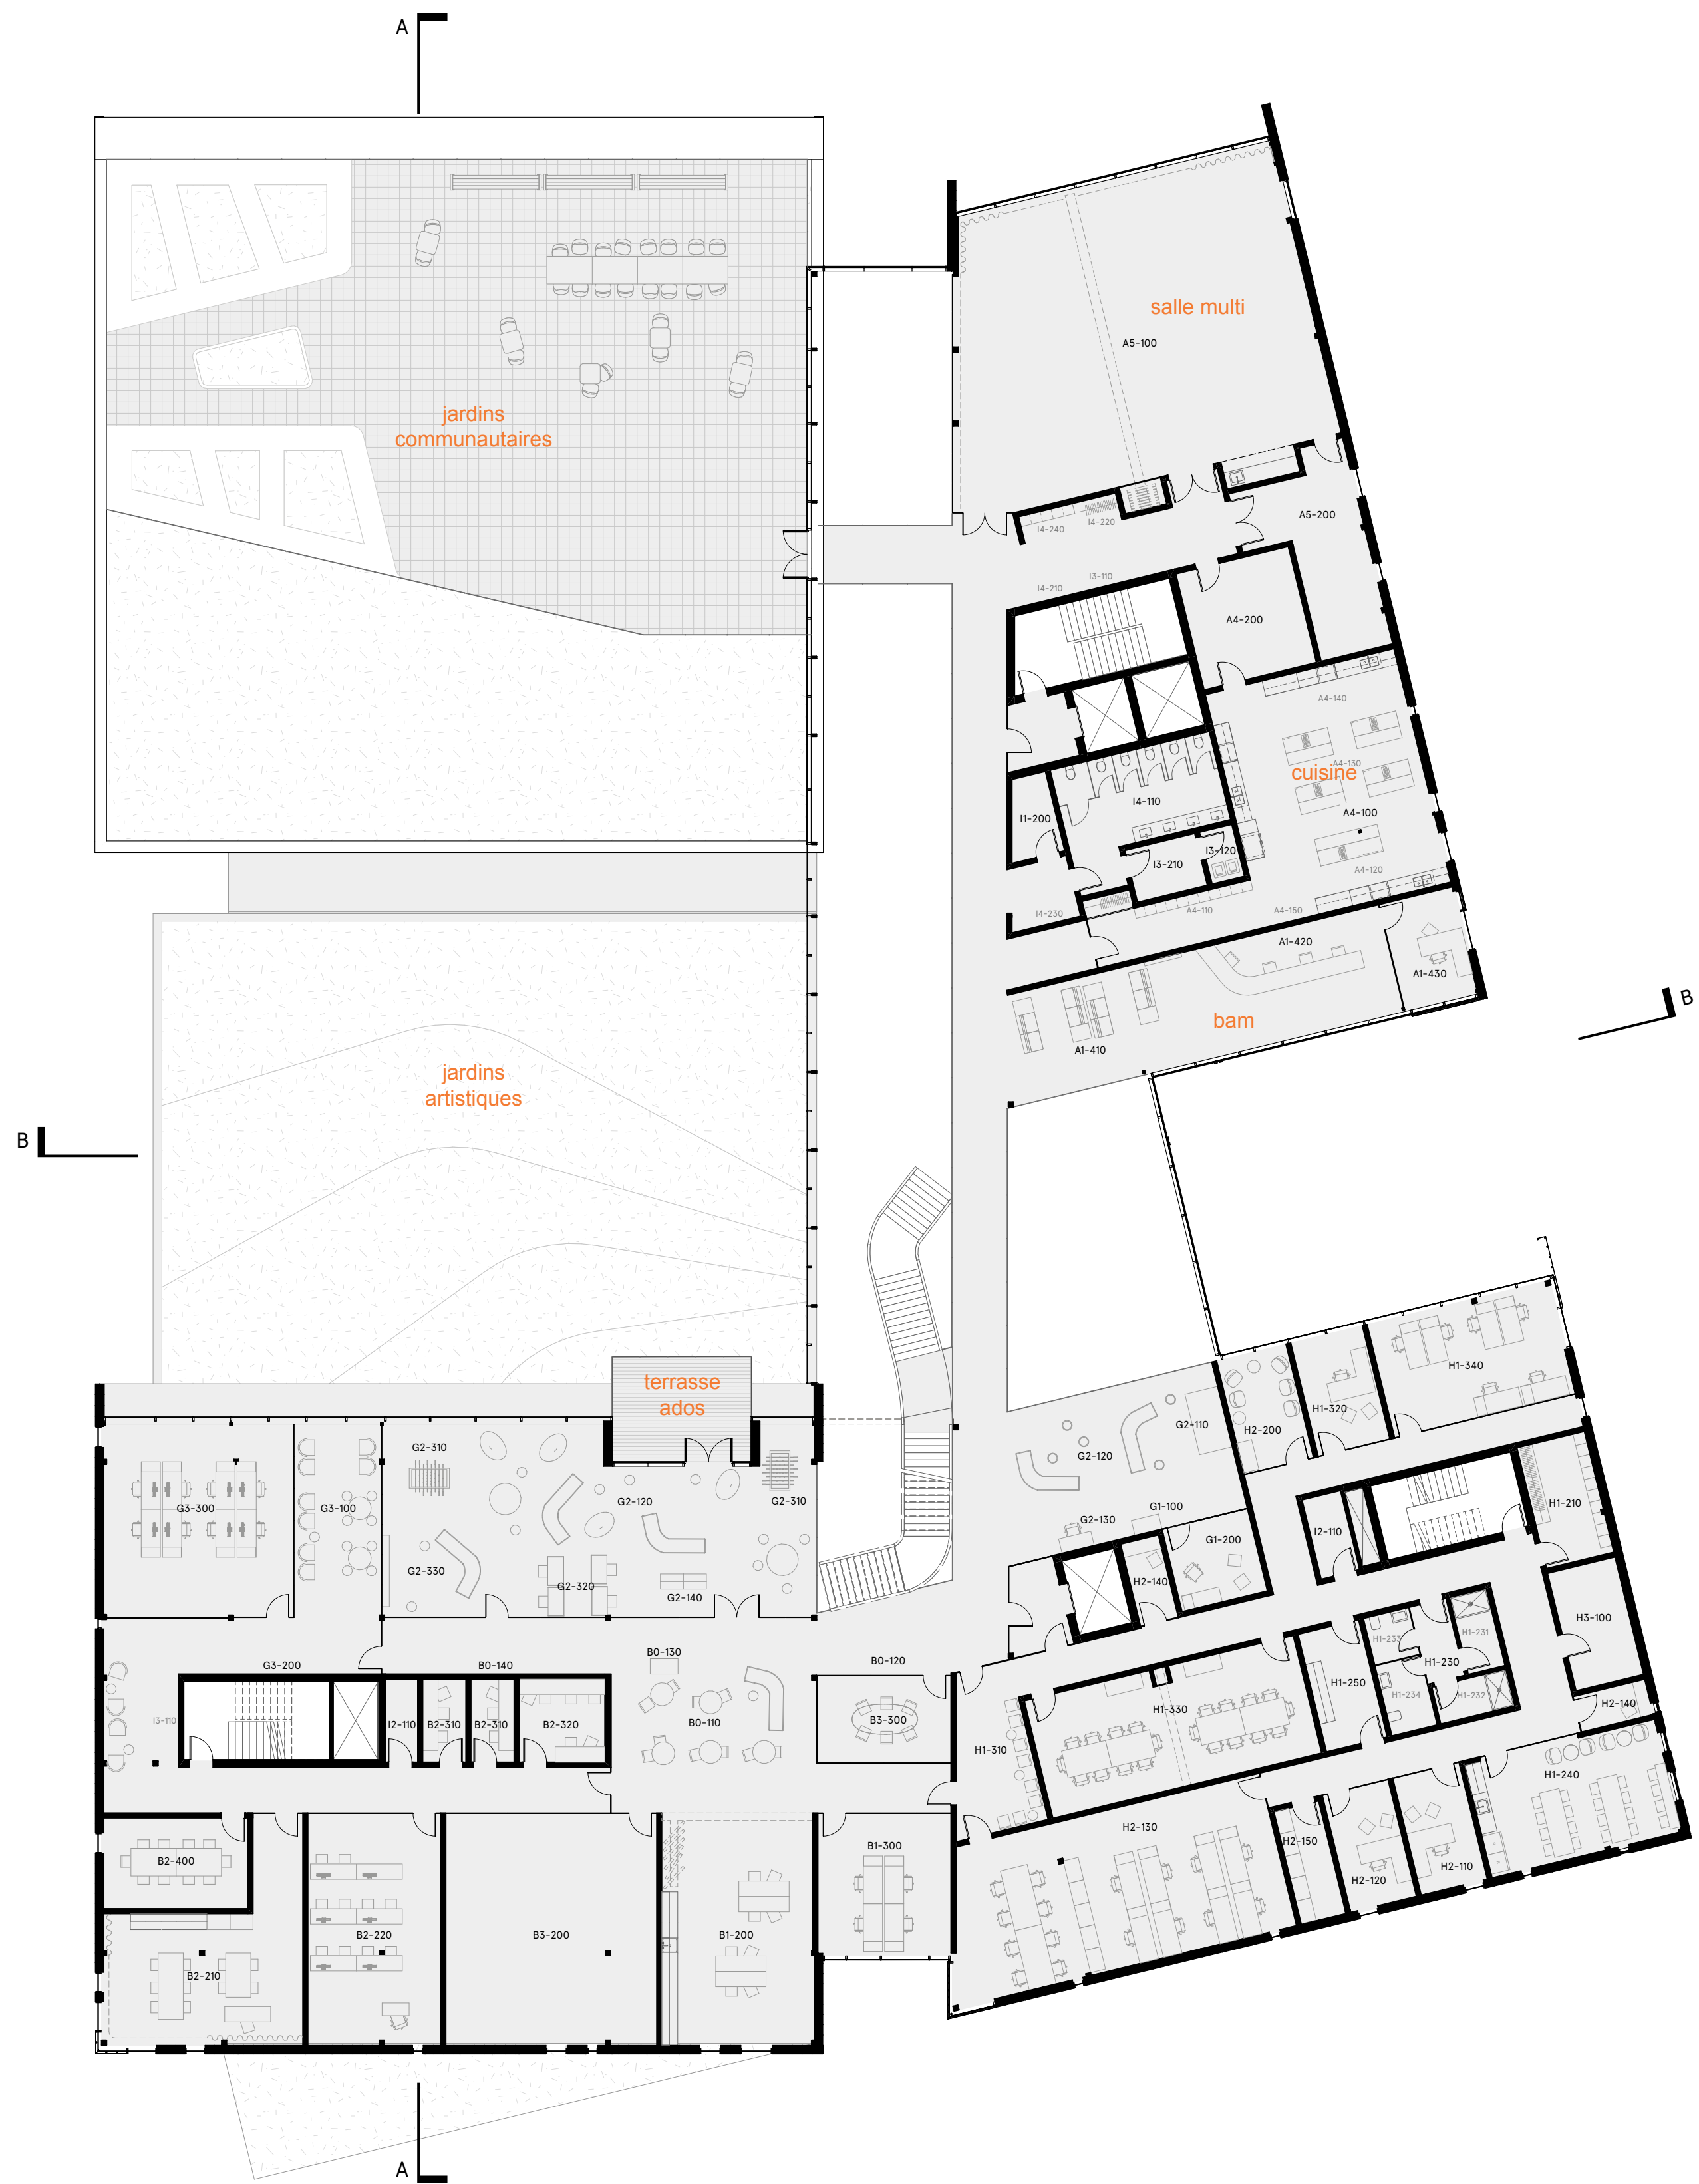 A
salle multi
A5-100
jardins
communautaires
A5-200
I4-240
I4-220
I3-110
I4-210
A4-200
A4-140
A4-130
cuisine
I4-110
A4-100
I1-200
I3-120
I3-210
A4-120
I4-230
A4-110
A4-150
A1-420
A1-430
B
bam
A1-410
jardins
artistiques
B
terrasse
ados
H1-340
H1-320
G2-110
H2-200
G2-310
G2-120
G3-300
G3-100
G2-120
G2-310
G1-100
H1-210
G2-130
I2-110
G1-200
G2-330
G2-320
G2-140
H2-140
H3-100
H1-233
H1-231
H1-230
G3-200
B0-140
B0-130
B0-120
H1-250
H1-234
H1-232
H2-140
I3-110
I2-110
B2-310
B2-310
B2-320
B0-110
B3-300
H1-330
H1-310
H1-240
B2-400
B1-300
H2-130
H2-150
H2-120
H2-110
B2-220
B3-200
B1-200
B2-210
A